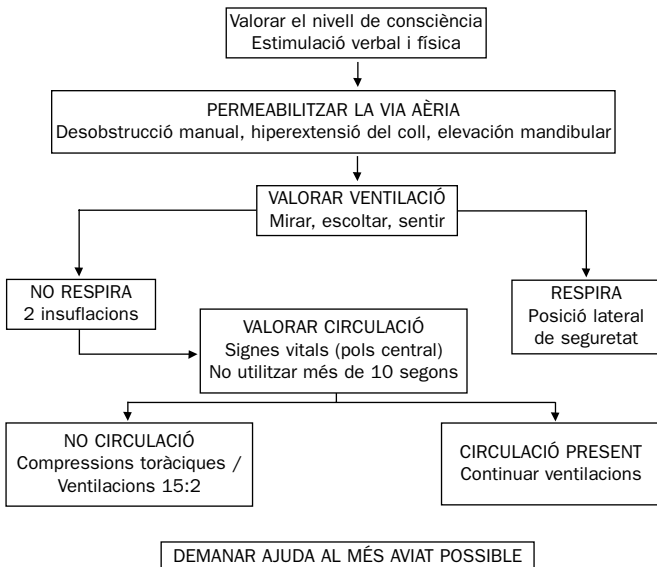 Valorar el nivell de consciència
Estimulació verbal i física
PERMEABILITZAR LA VIA AÈRIA
Desobstrucció manual, hiperextensió del coll, elevación mandibular
VALORAR VENTILACIÓ
Mirar, escoltar, sentir
NO RESPIRA
2 insuflacions
RESPIRA
Posició lateral
de seguretat
VALORAR CIRCULACIÓ
Signes vitals (pols central)
No utilitzar més de 10 segons
NO CIRCULACIÓ
Compressions toràciques /
Ventilacions 15:2
CIRCULACIÓ PRESENT
Continuar ventilacions
DEMANAR AJUDA AL MÉS AVIAT POSSIBLE